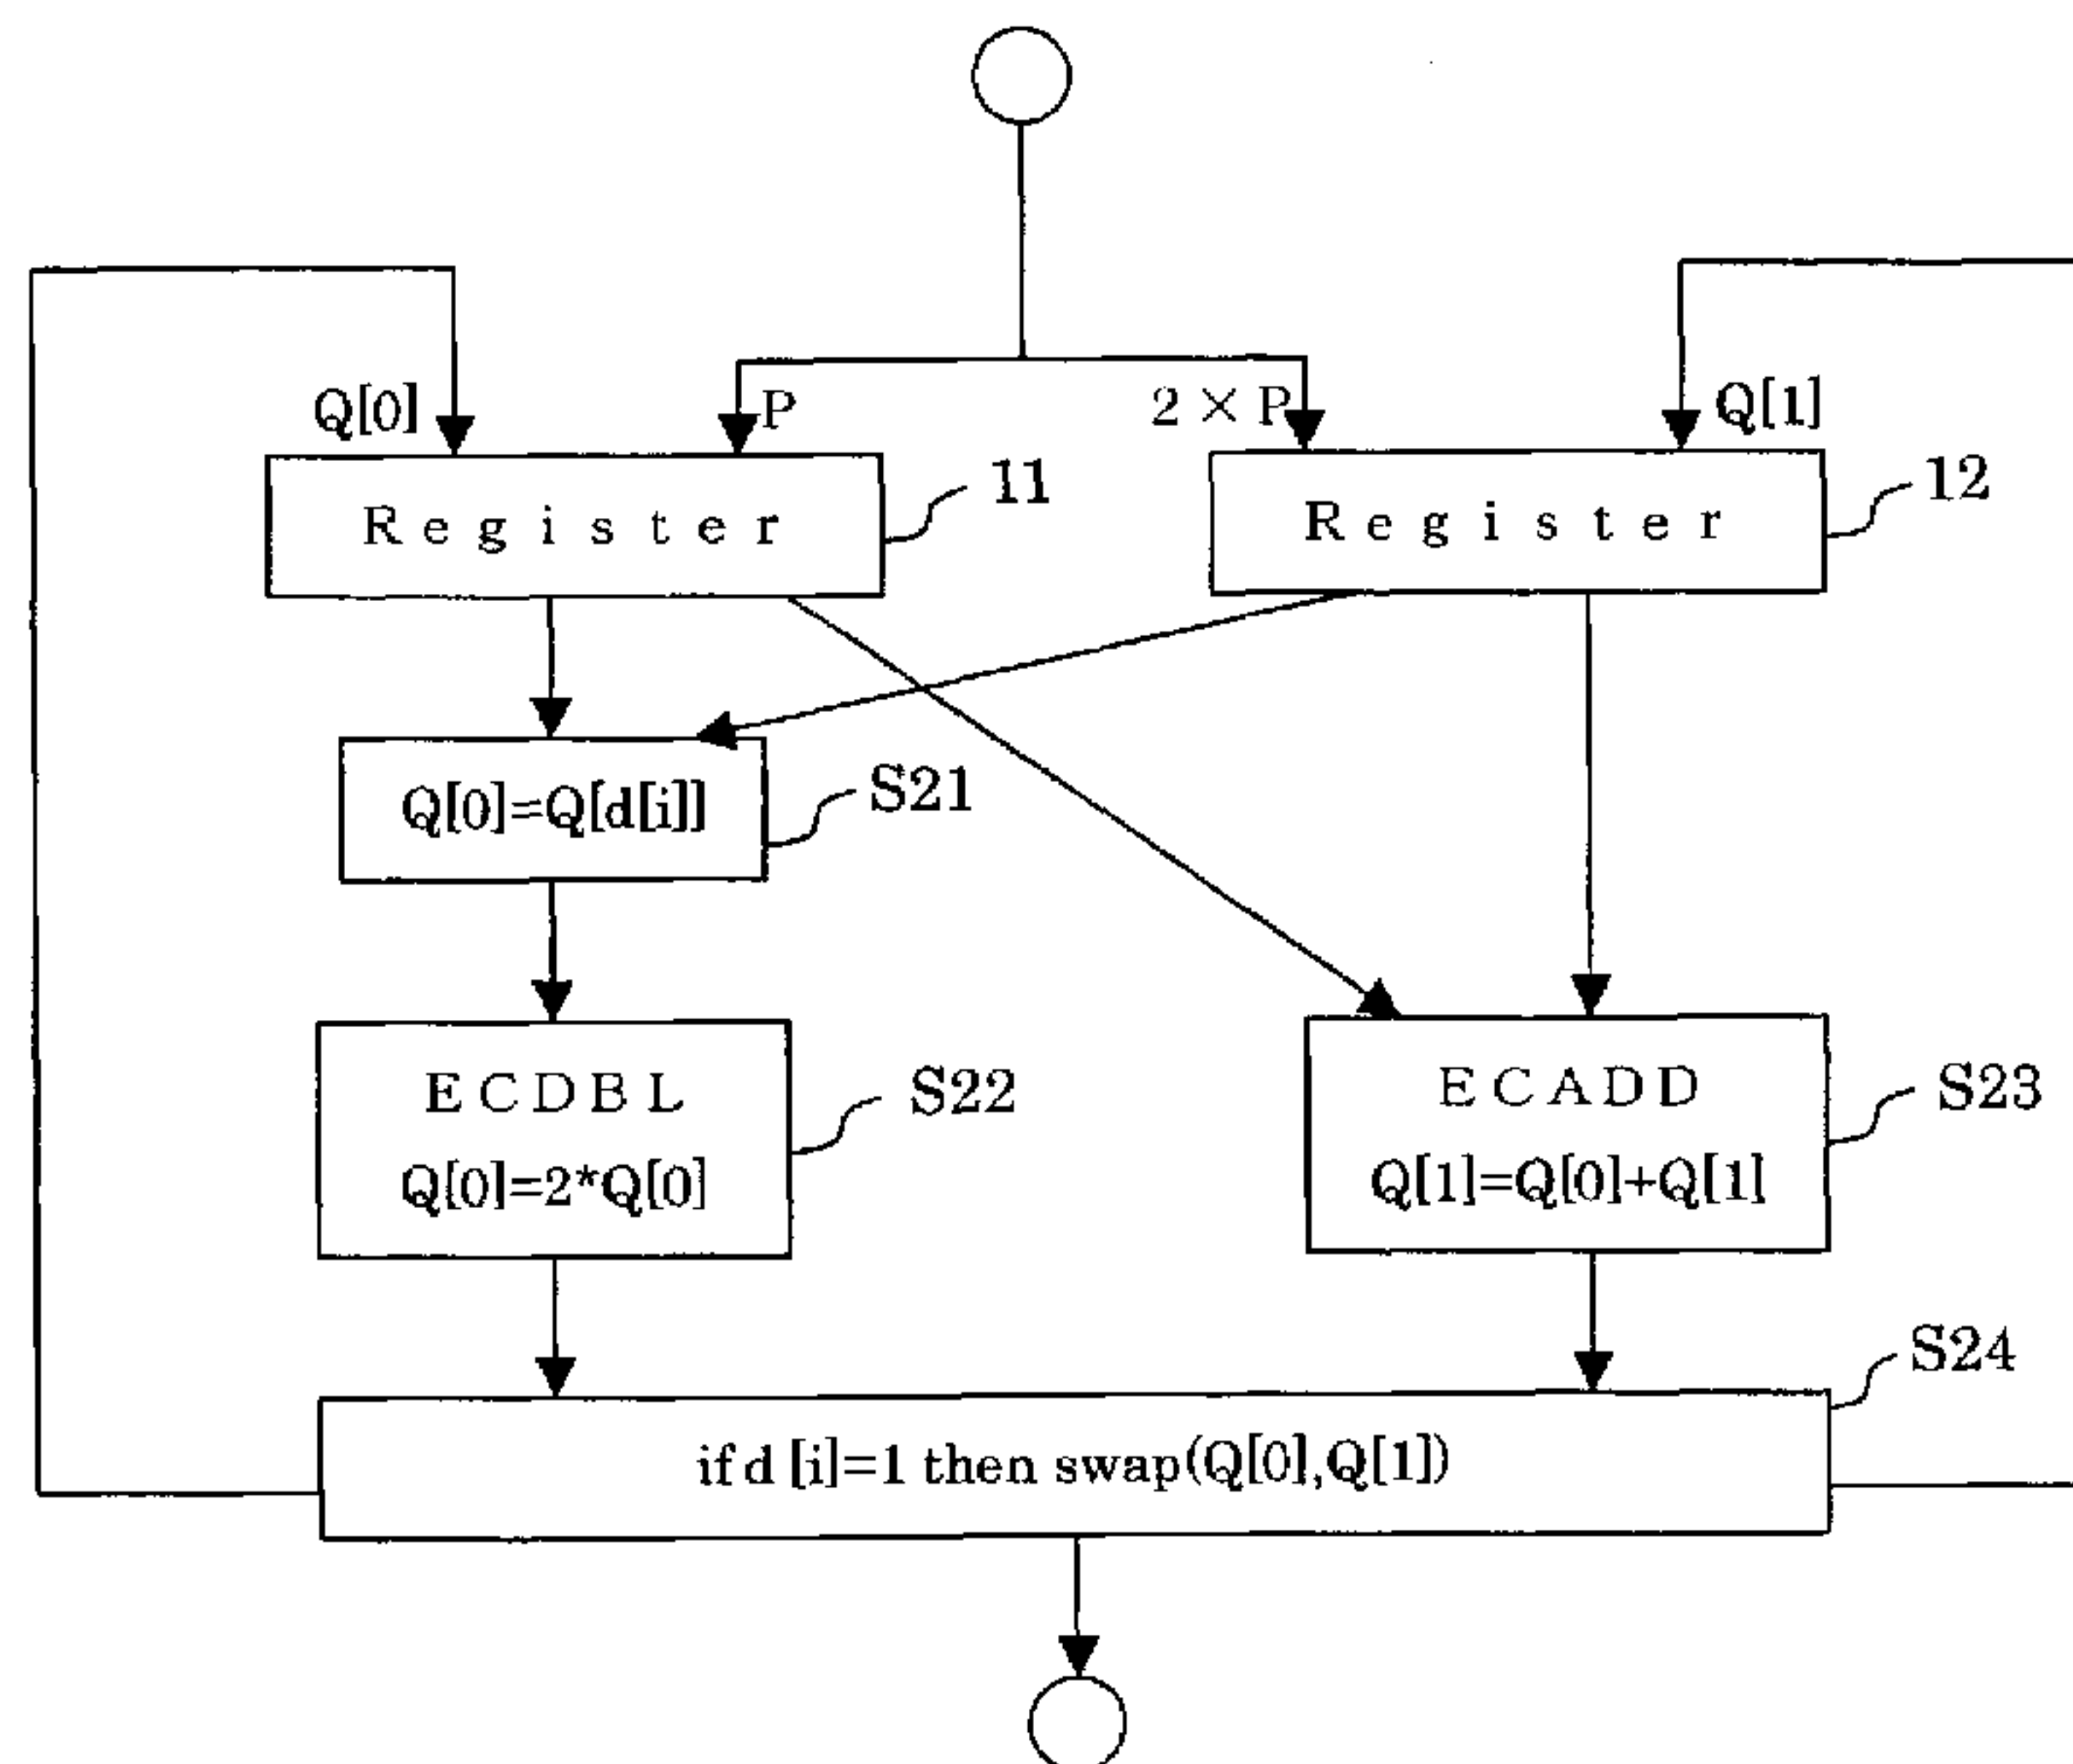 Q[0]
P
2 × P
Q[1]
Register
11
Register
12
Q[0]=Q[d[i]]
S21
ECDBL
Q[0]=2*Q[0]
S22
ECADD
Q[1]=Q[0]+Q[1]
S23
S24
if d [i]=1 then swap(Q[0],Q[1])